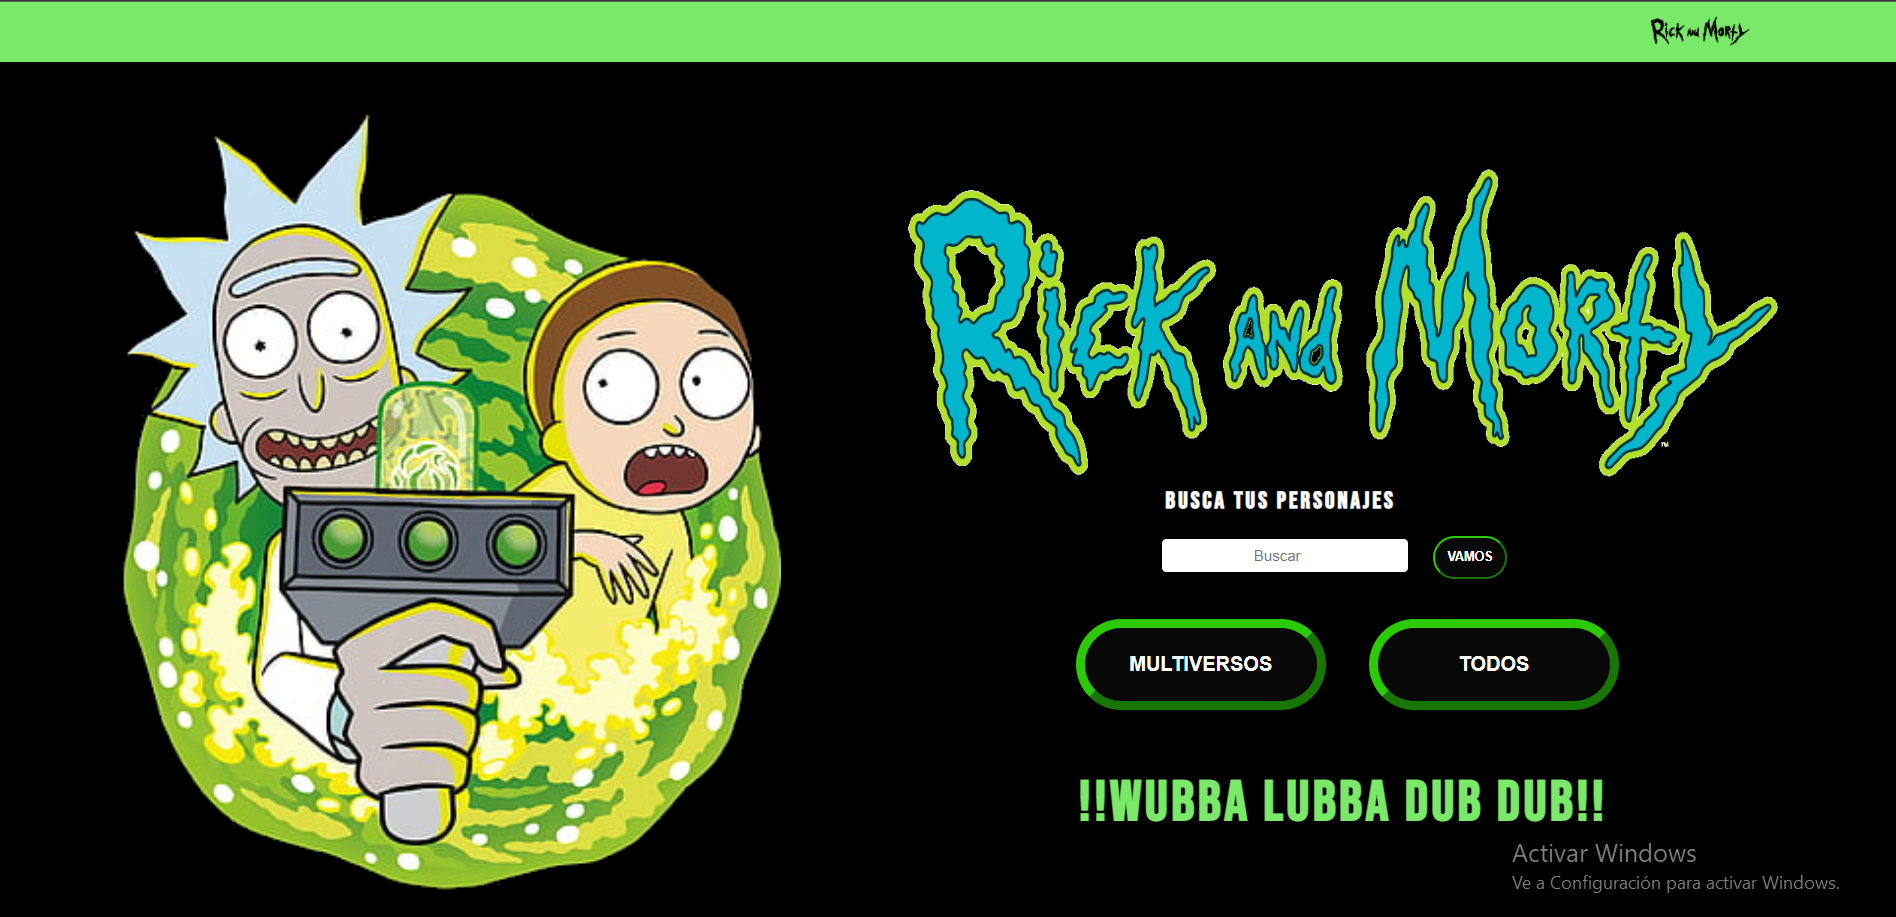 Rick and Morty
Rick and Morty
™
BUSCA TUS PERSONAJES
Buscar
VAMOS
MULTIVERSOS
TODOS
!!WUBBA LUBBA DUB DUB!!
Activar Windows
Ve a Configuración para activar Windows.